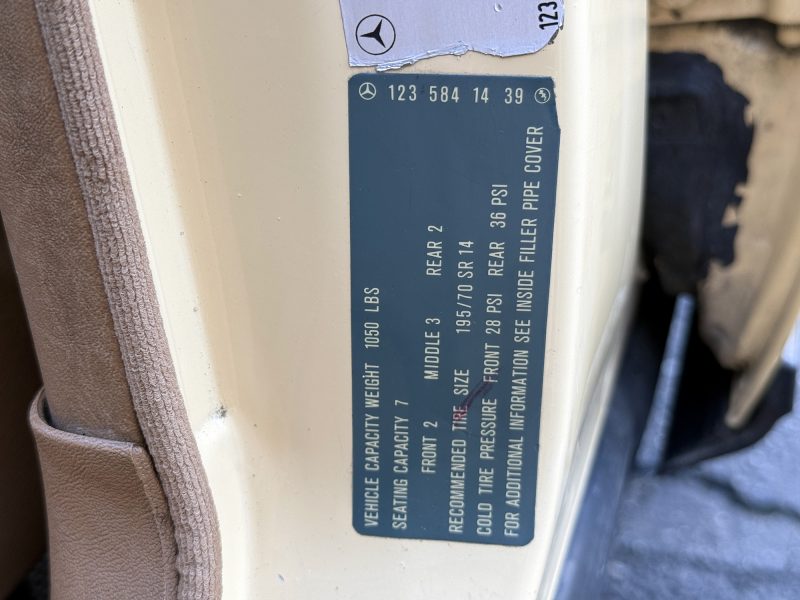 123
123 584 14 39
VEHICLE CAPACITY WEIGHT 1050 LBS
SEATING CAPACITY 7
FRONT 2 MIDDLE 3 REAR 2
RECOMMENDED TIRE SIZE 195/70 SR 14
COLD TIRE PRESSURE FRONT 28 PSI REAR 36 PSI
FOR ADDITIONAL INFORMATION SEE INSIDE FILLER PIPE COVER